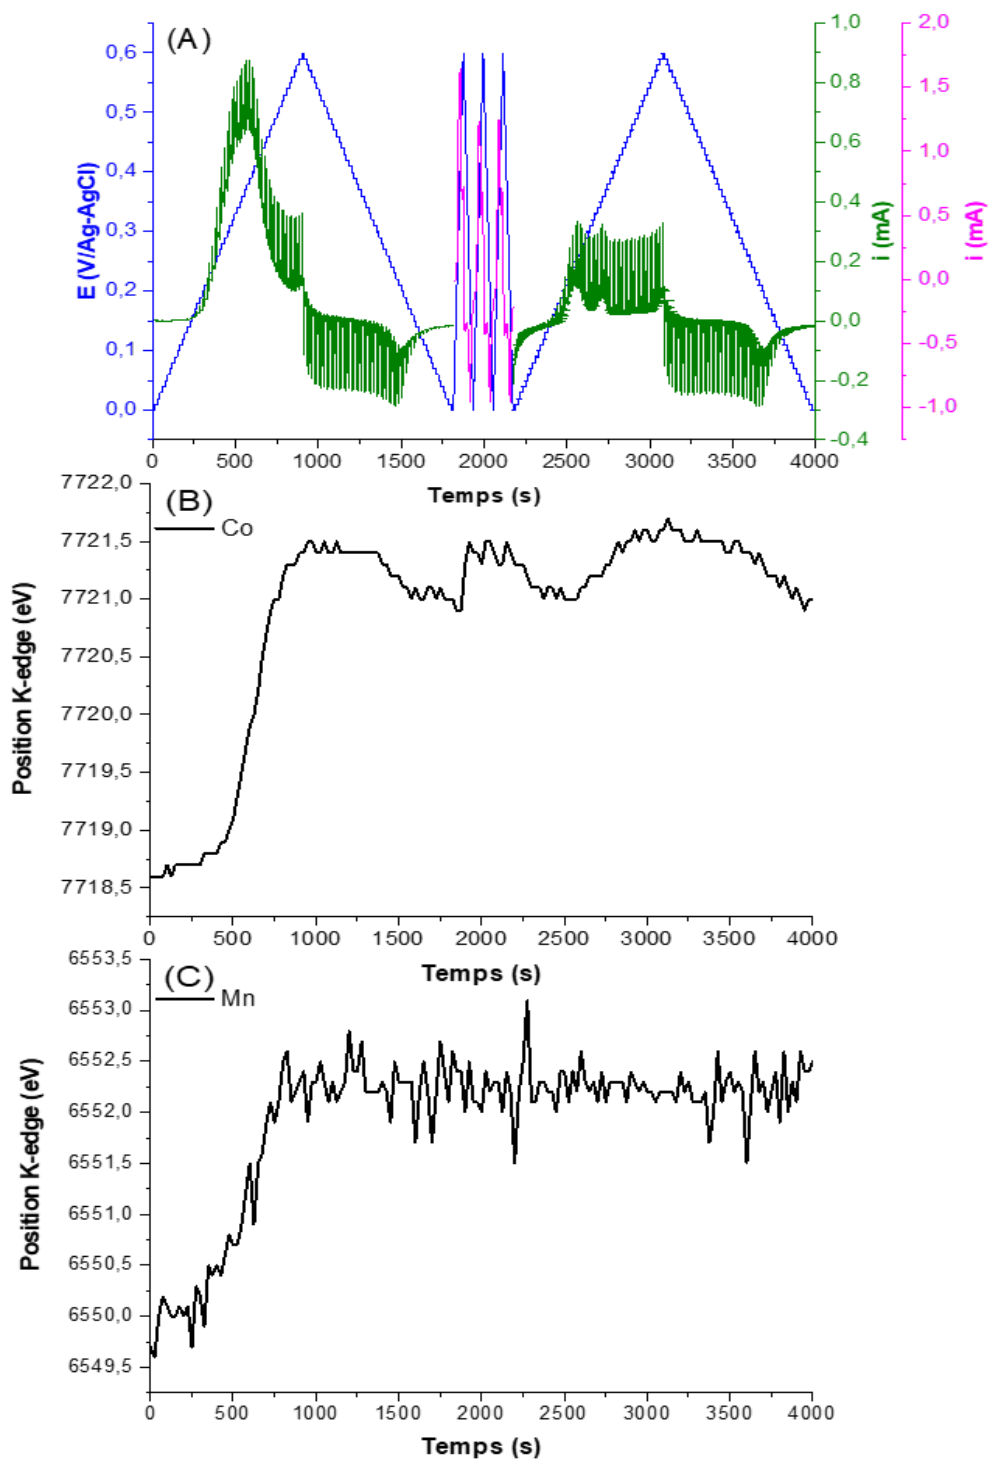 (A)
0,6
0,5
0,4
0,3
0,2
0,1
0,0
E (V/Ag-AgCl)
1,0
0,8
0,6
0,4
0,2
0,0
-0,2
-0,4
i (mA)
2,0
1,5
1,0
0,5
0,0
-0,5
-1,0
i (mA)
0 500 1000 1500 2000 2500 3000 3500 4000
Temps (s)
(B)
Co
7722,0
7721,5
7721,0
7720,5
7720,0
7719,5
7719,0
7718,5
Position K-edge (eV)
0 500 1000 1500 2000 2500 3000 3500 4000
Temps (s)
(C)
Mn
6553,5
6553,0
6552,5
6552,0
6551,5
6551,0
6550,5
6550,0
6549,5
Position K-edge (eV)
0 500 1000 1500 2000 2500 3000 3500 4000
Temps (s)